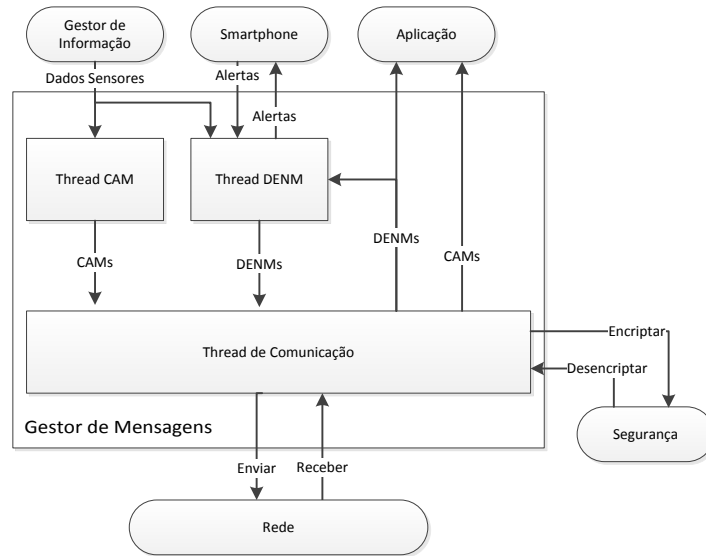 Gestor de
Informação
Smartphone
Aplicação
Dados Sensores
Alertas
Alertas
Thread CAM
Thread DENM
CAMs
DENMs
DENMs
CAMs
Thread de Comunicação
Encriptar
Desencriptar
Gestor de Mensagens
Segurança
Enviar
Receber
Rede